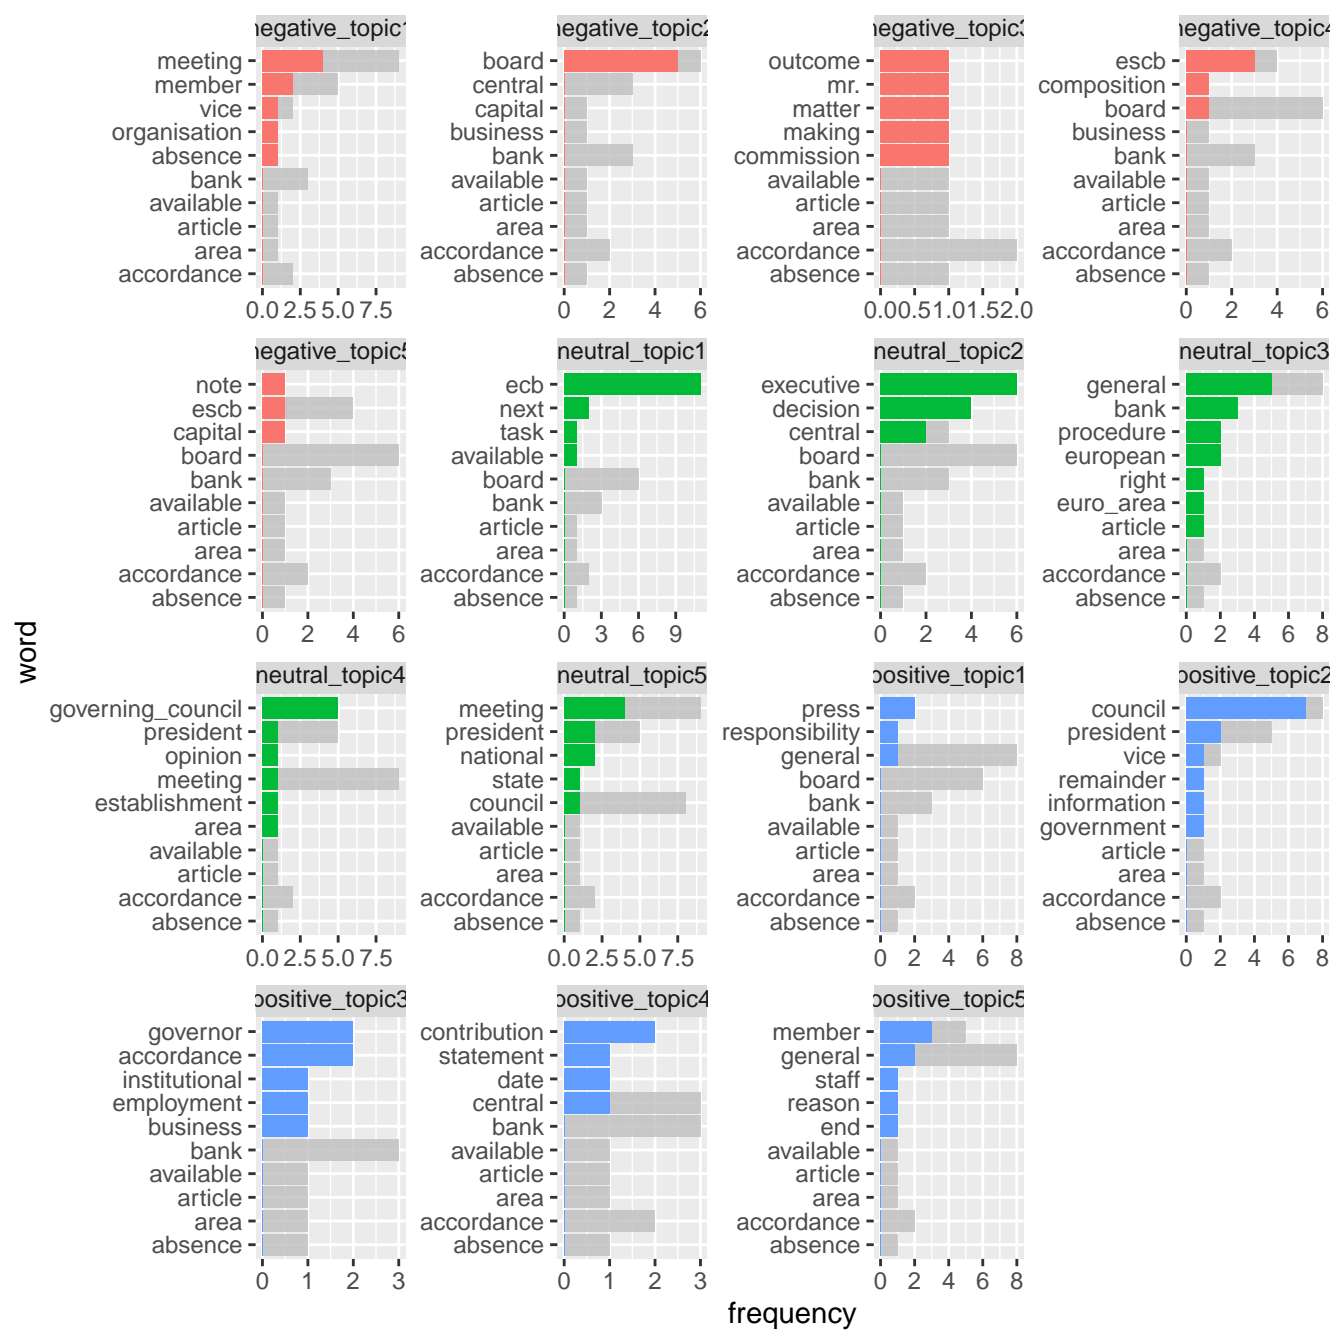 negative_topic1
meeting
member
vice
organisation
absence
bank
available
article
area
accordance
0.0 2.5 5.0 7.5
negative_topic2
board
central
capital
business
bank
available
article
area
accordance
absence
0 2 4 6
negative_topic3
outcome
mr.
matter
making
commission
available
article
area
accordance
absence
0.0 0.5 1.0 1.5 2.0
negative_topic4
escb
composition
board
business
bank
available
article
area
accordance
absence
0 2 4 6
negative_topic5
note
escb
capital
board
bank
available
article
area
accordance
absence
0 2 4 6
neutral_topic1
ecb
next
task
available
board
bank
article
area
accordance
absence
0 3 6 9
neutral_topic2
executive
decision
central
board
bank
available
article
area
accordance
absence
0 2 4 6
neutral_topic3
general
bank
procedure
european
right
euro_area
article
area
accordance
absence
0 2 4 6 8
word
neutral_topic4
governing_council
president
opinion
meeting
establishment
area
available
article
accordance
absence
0.0 2.5 5.0 7.5
neutral_topic5
meeting
president
national
state
council
available
article
area
accordance
absence
0.0 2.5 5.0 7.5
positive_topic1
press
responsibility
general
board
bank
available
article
area
accordance
absence
0 2 4 6 8
positive_topic2
council
president
vice
remainder
information
government
article
area
accordance
absence
0 2 4 6 8
positive_topic3
governor
accordance
institutional
employment
business
bank
available
article
area
absence
0 1 2 3
positive_topic4
contribution
statement
date
central
bank
available
article
area
accordance
absence
0 1 2 3
positive_topic5
member
general
staff
reason
end
available
article
area
accordance
absence
0 2 4 6 8
frequency